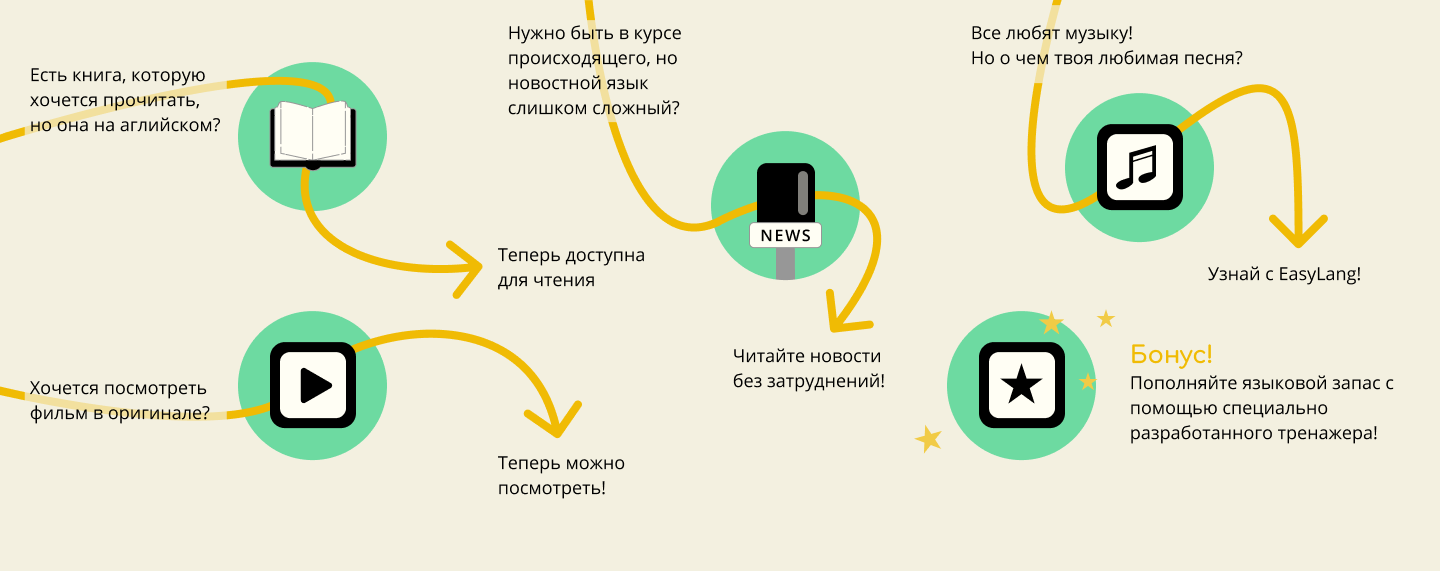 Есть книга, которую
хочется прочитать,
но она на аглийском?
Теперь доступна
для чтения
Хочется посмотреть
фильм в оригинале?
Теперь можно
посмотреть!
Нужно быть в курсе
происходящего, но
новостной язык
слишком сложный?
NEWS
Читайте новости
без затруднений!
Все любят музыку!
Но о чем твоя любимая песня?
Узнай с EasyLang!
Бонус!
Пополняйте языковой запас с
помощью специально
разработанного тренажера!